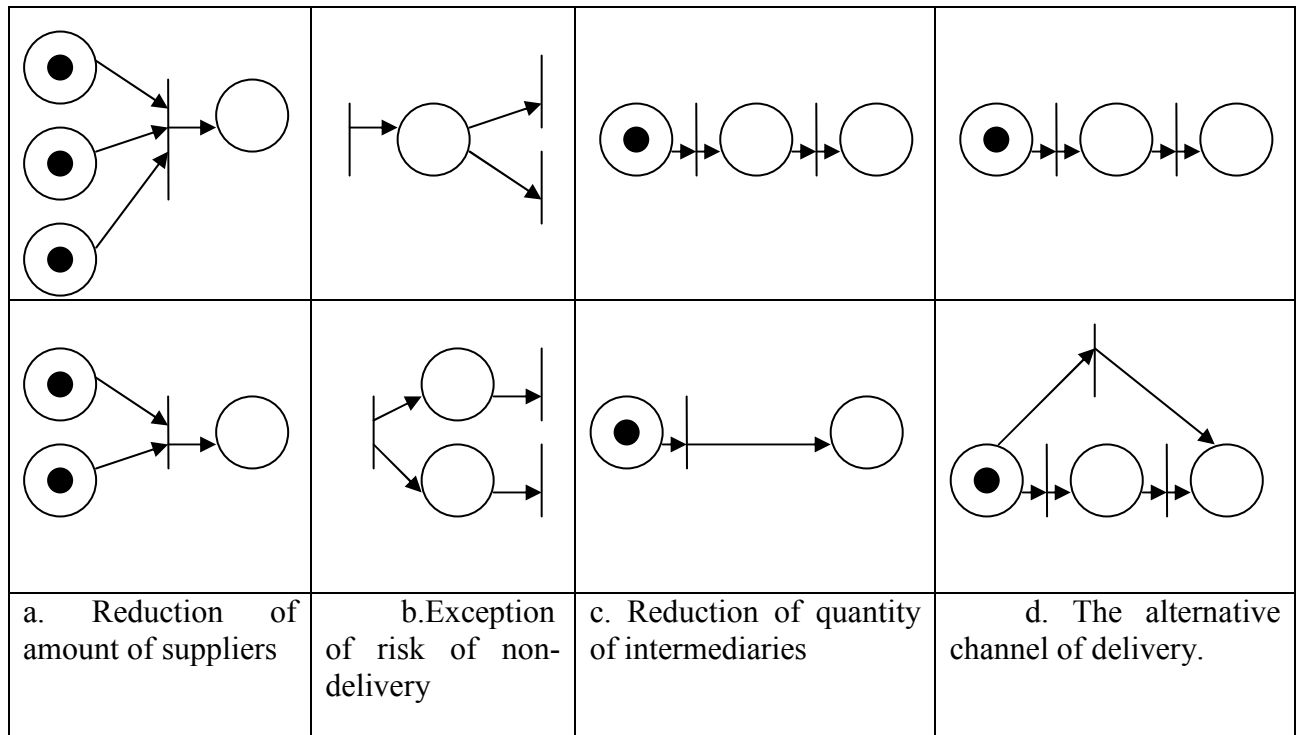 a. Reduction of
amount of suppliers
b.Exception
of risk of non-
delivery
c. Reduction of quantity
of intermediaries
d. The alternative
channel of delivery.